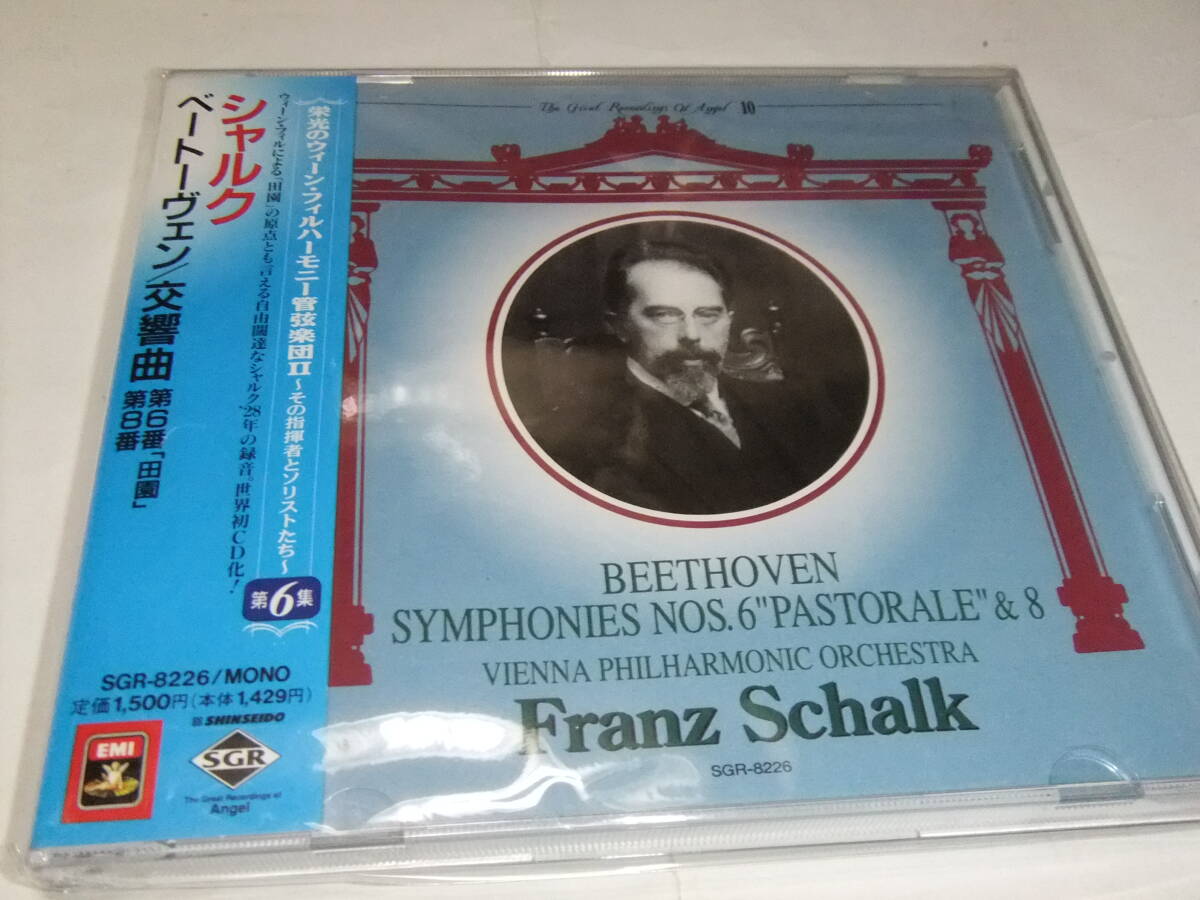 シャルク
ベートーヴェン/交響曲 第6番「田園」
第8番
栄光のウィーン・フィルハーモニー管弦楽団II～その指揮者とソリストたち～
第6集
ウィーン・フィルによる「田園」の原点とも言える自由闊達なシャルク'28年の録音。世界初CD化!
SGR-8226/MONO
定価1,500円(本体1,429円)
SHINSEIDO
EMI
SGR
The Great Recordings of
Angel
The Great Recordings Of Angel 10
BEETHOVEN
SYMPHONIES NOS.6"PASTORALE"& 8
VIENNA PHILHARMONIC ORCHESTRA
Franz Schalk
SGR-8226